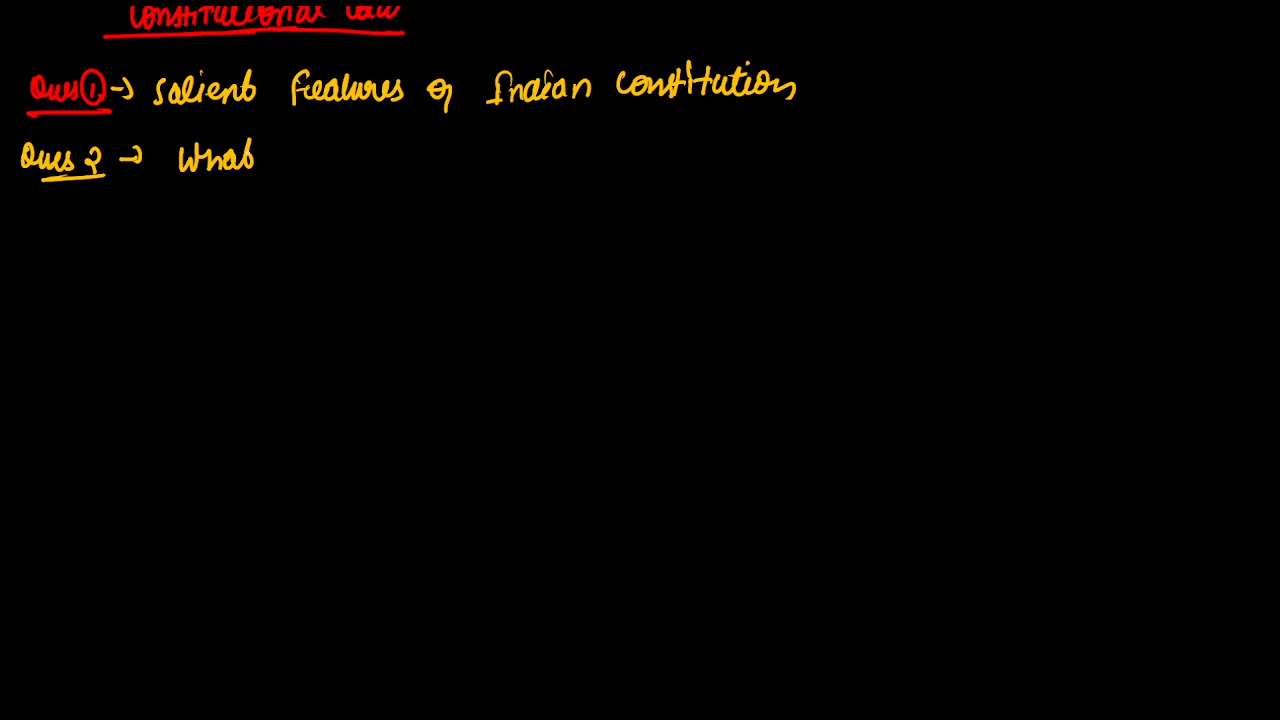 Constitutional Law
Ques 1 → Salient Features of Indian Constitution
Ques 2 → What